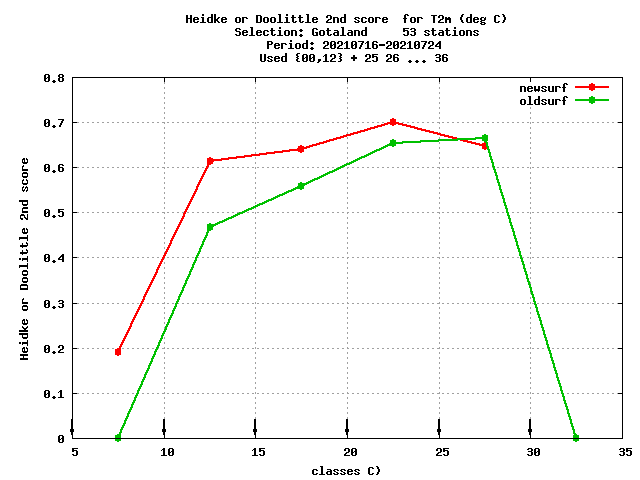 Heidke or Doolittle 2nd score  for T2m (deg C)
Selection: Gotaland     53 stations
Period: 20210716-20210724
Used {00,12} + 25 26 ... 36
newsurf
oldsurf
Heidke or Doolittle 2nd score
0.8
0.7
0.6
0.5
0.4
0.3
0.2
0.1
0
5 10 15 20 25 30 35
classes C)